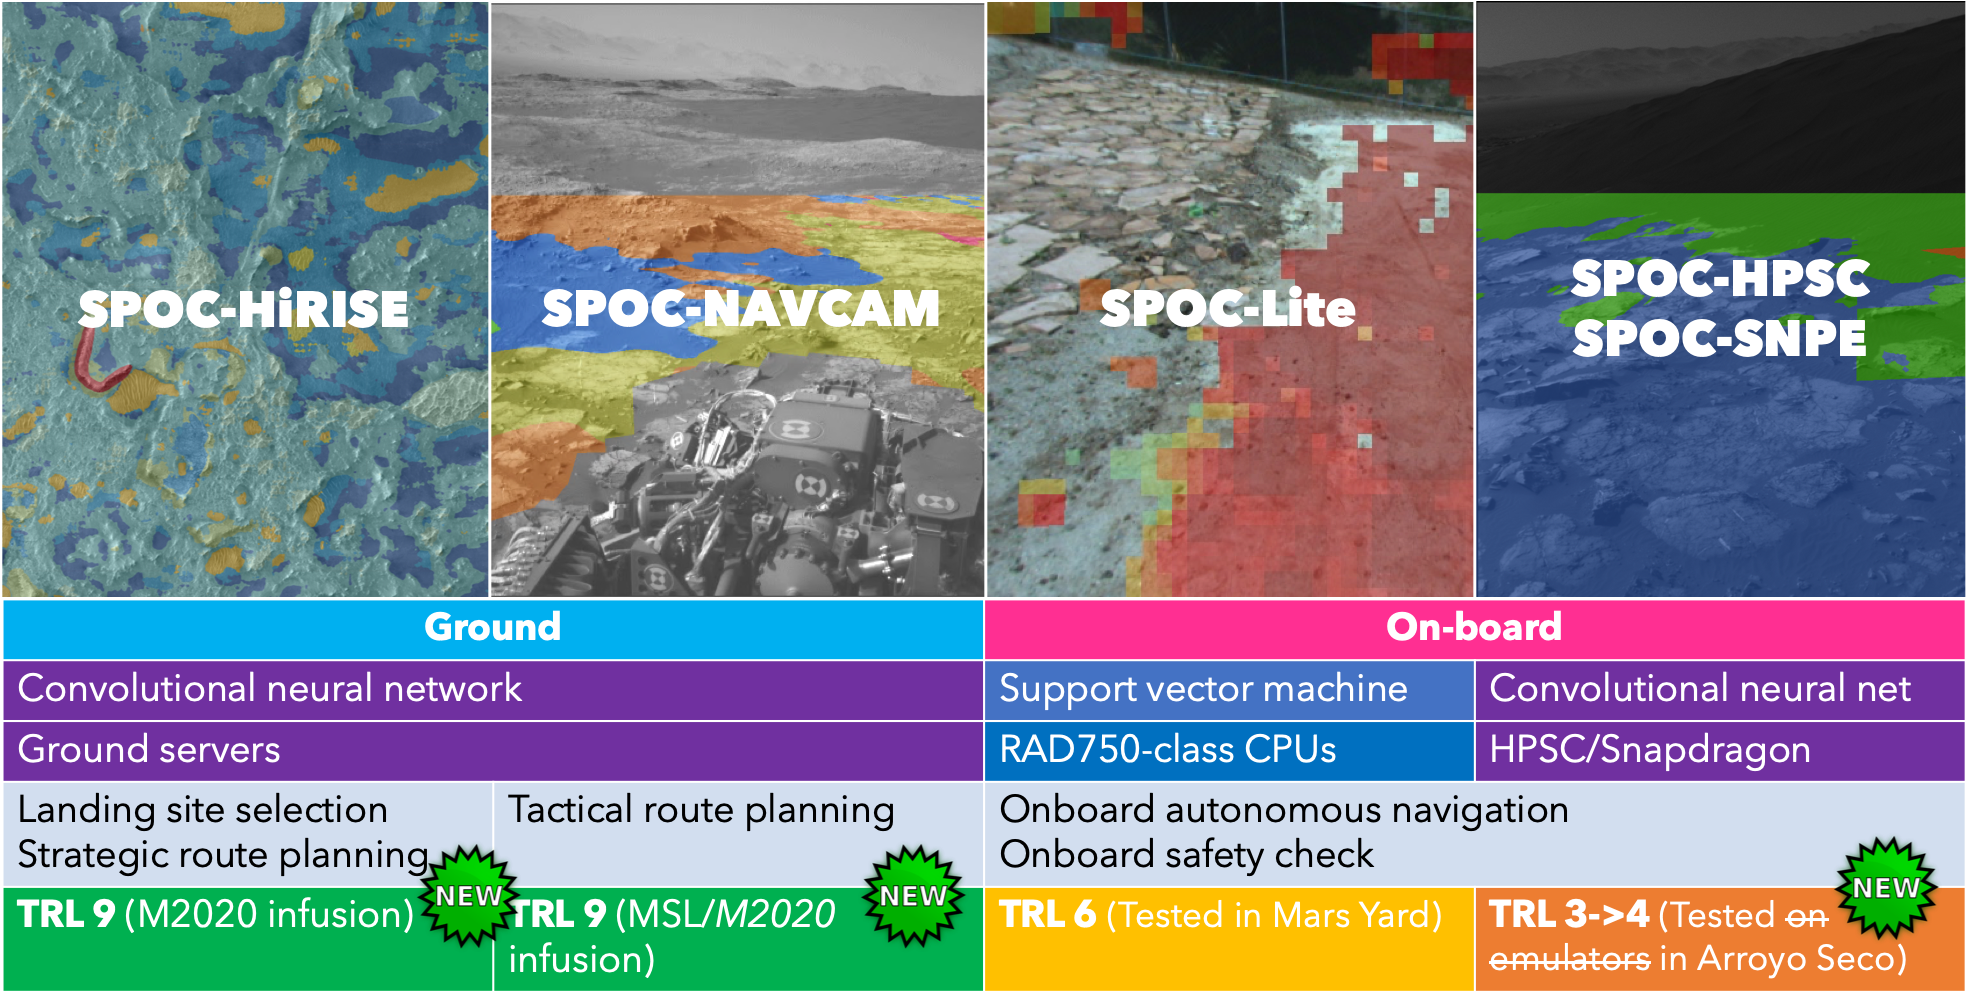 SPOC-HiRISE
SPOC-NAVCAM
SPOC-Lite
SPOC-HPSC
SPOC-SNPE
Ground
On-board
Convolutional neural network
Support vector machine
Convolutional neural net
Ground servers
RAD750-class CPUs
HPSC/Snapdragon
Landing site selection
Strategic route planning
Tactical route planning
Onboard autonomous navigation
Onboard safety check
NEW
NEW
NEW
TRL 9 (M2020 infusion)
TRL 9 (MSL/M2020
infusion)
TRL 6 (Tested in Mars Yard)
TRL 3->4 (Tested on
emulators in Arroyo Seco)